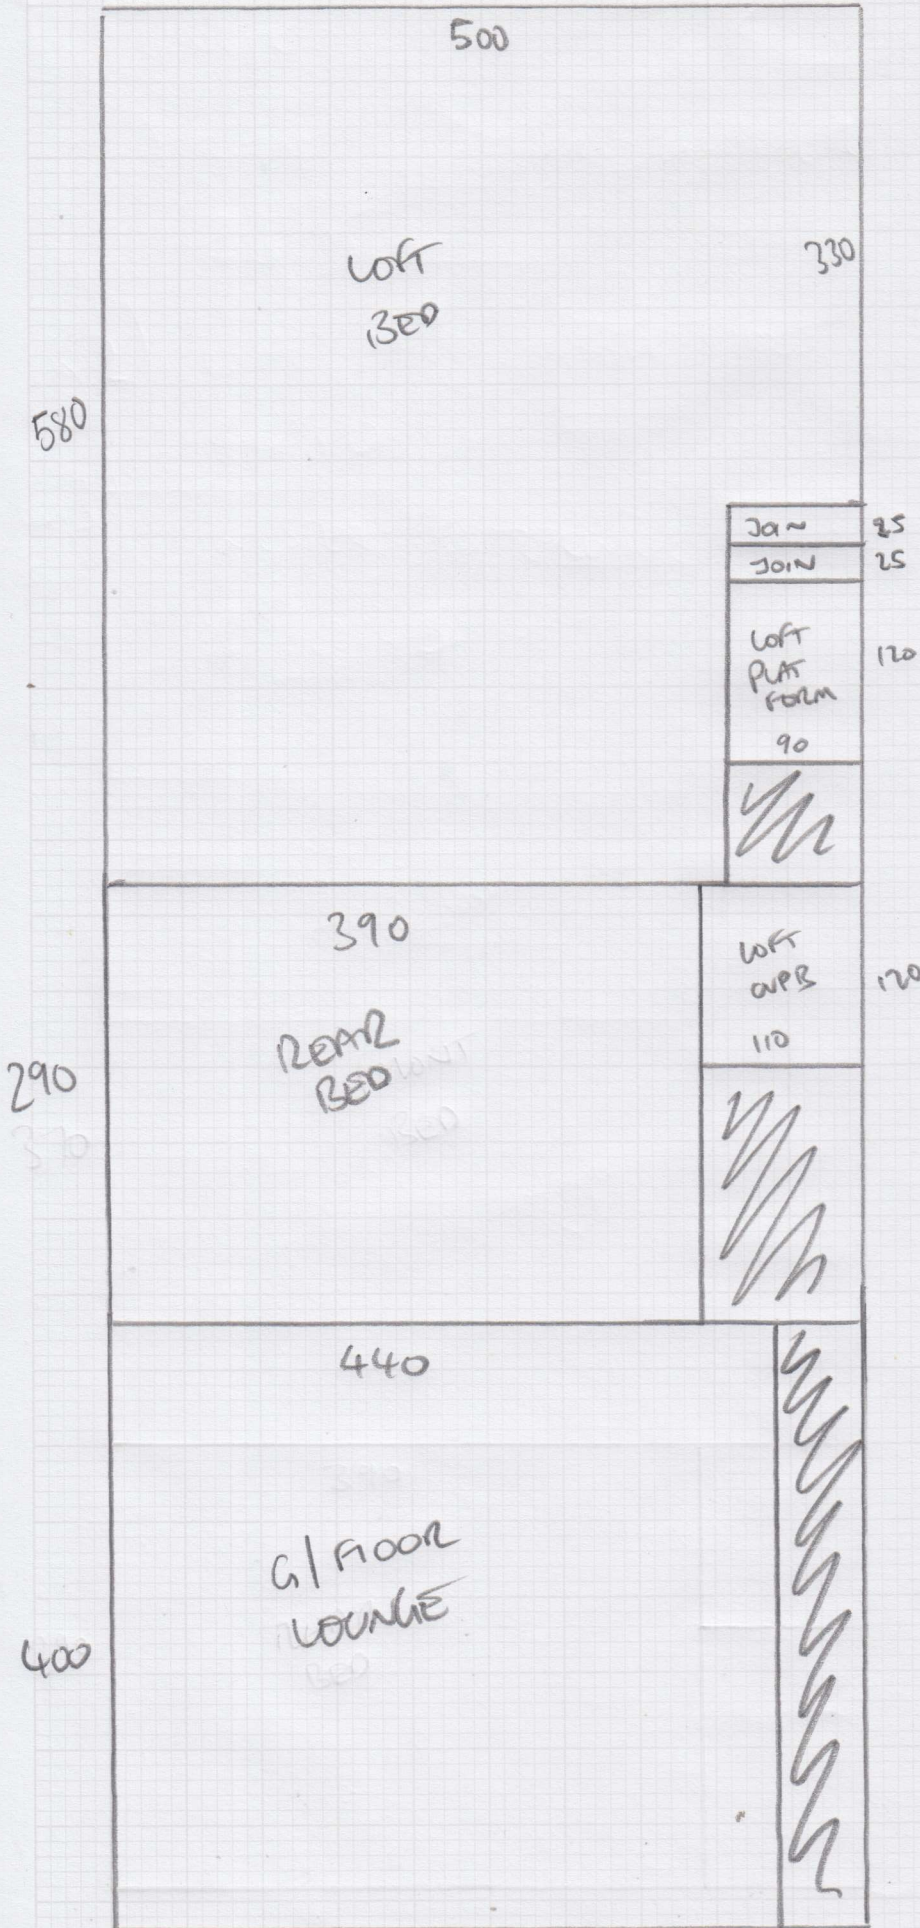 500
LOFT
BED
330
580
JOIN 25
JOIN 25
LOFT
PLAT
FORM
120
90
390
LOFT
CUPB
120
110
REAR
BED
290
440
G/FLOOR
LOUNGE
400